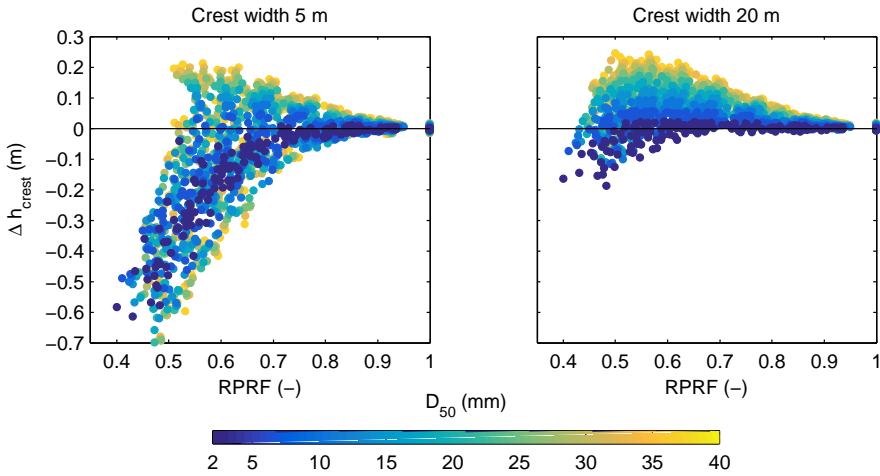 Crest width 5 m
Crest width 20 m
0.3
0.2
0.1
0
−0.1
−0.2
−0.3
−0.4
−0.5
−0.6
−0.7
Δ h_crest (m)
0.4 0.5 0.6 0.7 0.8 0.9 1
0.4 0.5 0.6 0.7 0.8 0.9 1
RPRF (−)
RPRF (−)
D_50 (mm)
2 5 10 15 20 25 30 35 40